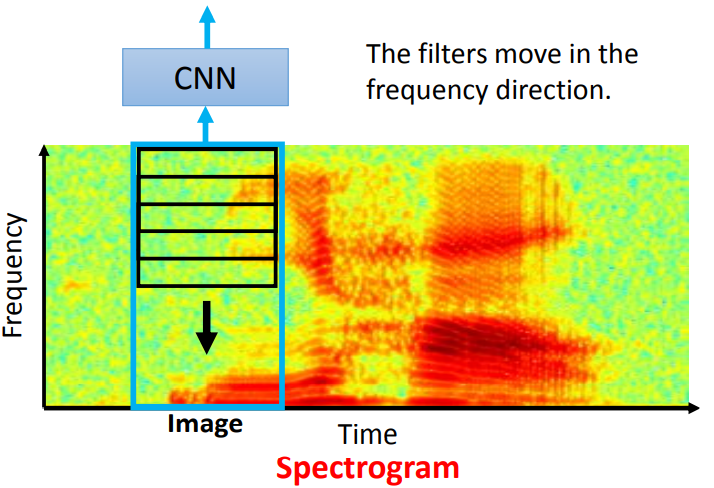 CNN
The filters move in the
frequency direction.
Frequency
Image
Time
Spectrogram